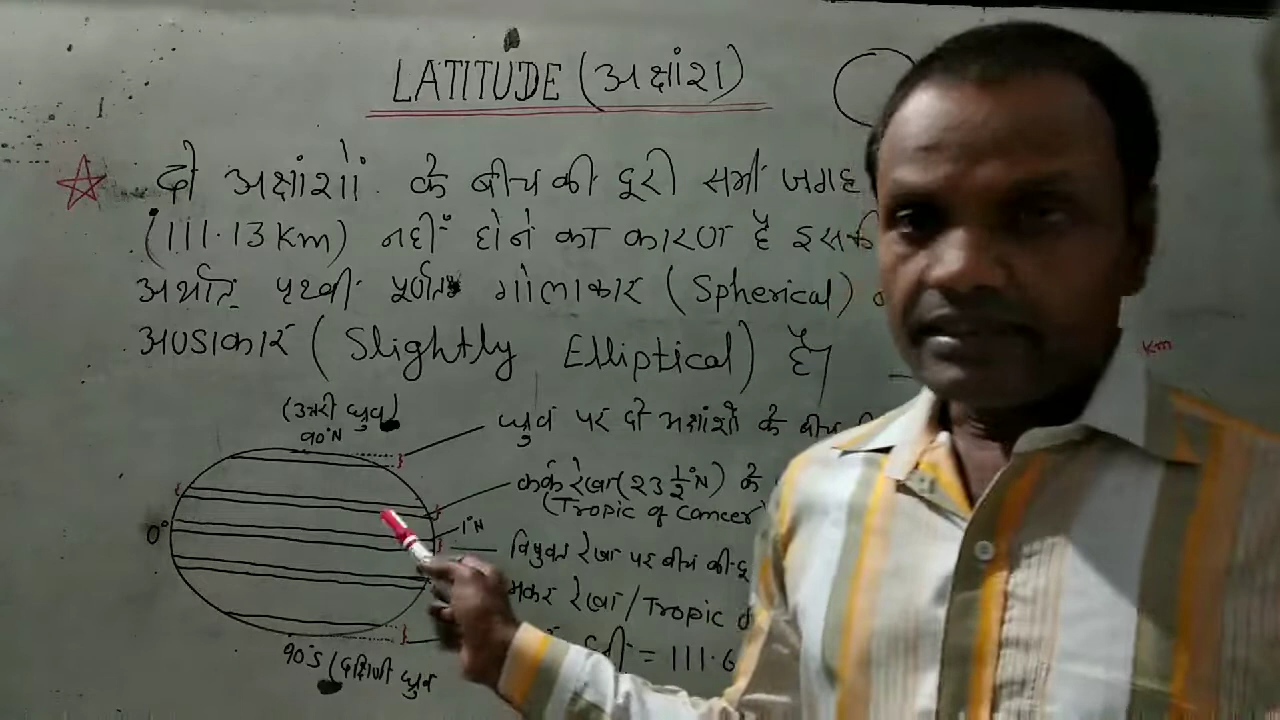 LATITUDE (अक्षांश)
दो अक्षांशों के बीच की दूरी सभी जगह
(111.13 Km) नहीं होने का कारण है इसकी
अर्थात् पृथ्वी पूर्णतः गोलाकार (Spherical)
अण्डाकार (Slightly Elliptical) है।
km
(उत्तरी ध्रुव)
90°N
ध्रुव पर दो अक्षांशों के बीच
कर्क रेखा (23 1/2°N) के
(Tropic of Cancer)
0°
1°N
विषुवत रेखा पर बीच की दू
मकर रेखा/Tropic o
= 111.6
90°S (दक्षिणी ध्रुव